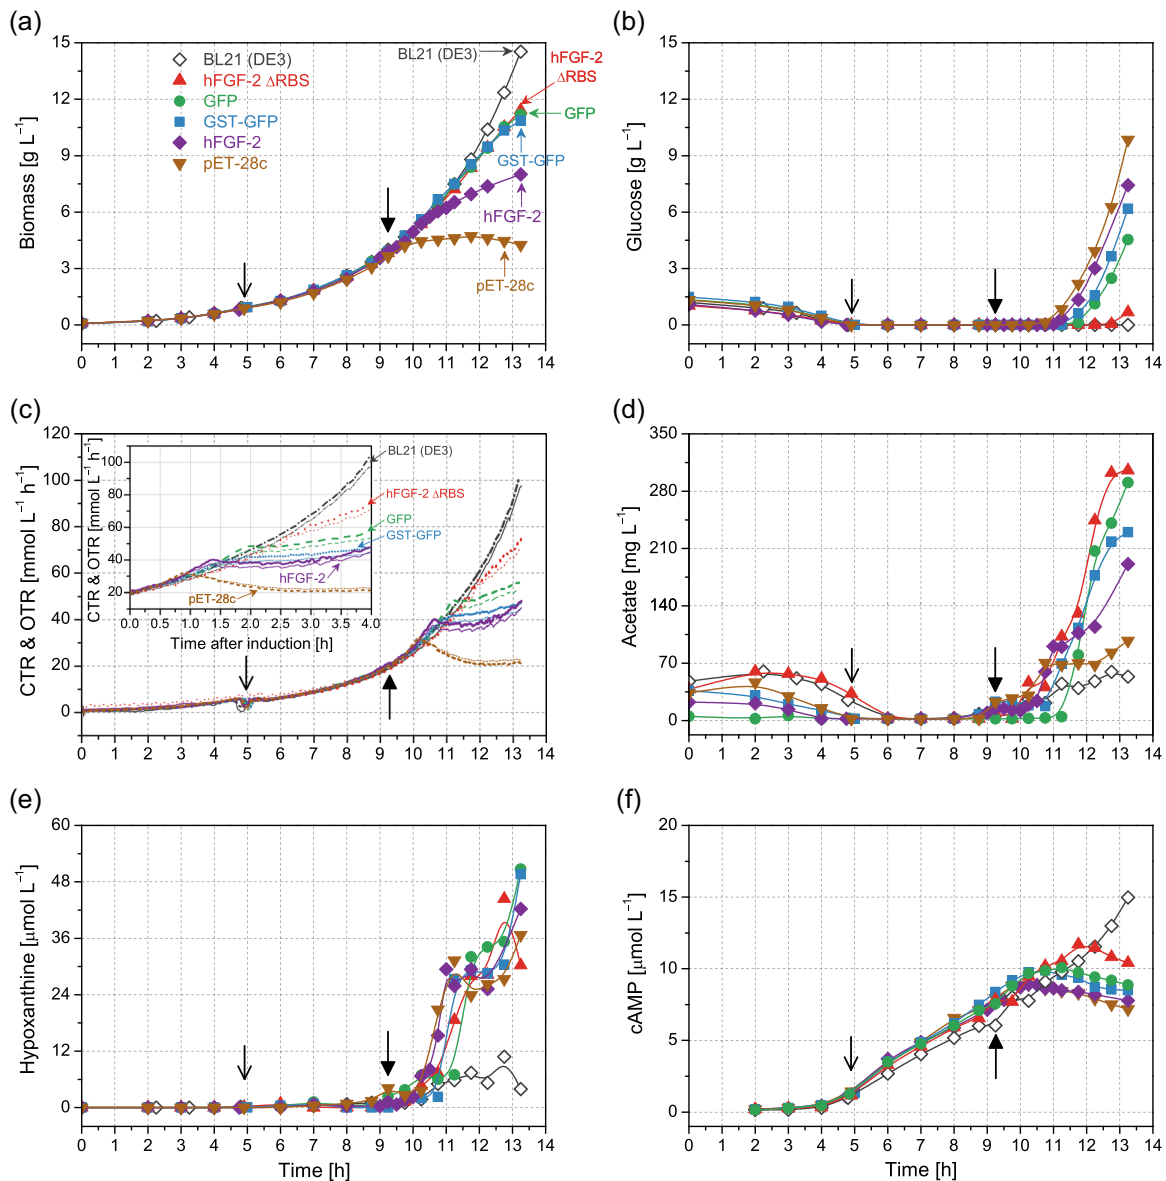 (a)
Biomass [g L⁻¹]
15
12
9
6
3
0
BL21 (DE3)
hFGF-2 ΔRBS
GFP
GST-GFP
hFGF-2
pET-28c
BL21 (DE3)
hFGF-2
ΔRBS
GFP
GST-GFP
hFGF-2
pET-28c
0 1 2 3 4 5 6 7 8 9 10 11 12 13 14
(b)
Glucose [g L⁻¹]
15
12
9
6
3
0
0 1 2 3 4 5 6 7 8 9 10 11 12 13 14
(c)
CTR & OTR [mmol L⁻¹ h⁻¹]
120
100
80
60
40
20
0
CTR & OTR [mmol L⁻¹ h⁻¹]
100
80
60
40
20
BL21 (DE3)
hFGF-2 ΔRBS
GFP
GST-GFP
hFGF-2
pET-28c
0.0 0.5 1.0 1.5 2.0 2.5 3.0 3.5 4.0
Time after induction [h]
0 1 2 3 4 5 6 7 8 9 10 11 12 13 14
(d)
Acetate [mg L⁻¹]
350
280
210
140
70
0
0 1 2 3 4 5 6 7 8 9 10 11 12 13 14
(e)
Hypoxanthine [μmol L⁻¹]
60
48
36
24
12
0
0 1 2 3 4 5 6 7 8 9 10 11 12 13 14
Time [h]
(f)
cAMP [μmol L⁻¹]
20
15
10
5
0
0 1 2 3 4 5 6 7 8 9 10 11 12 13 14
Time [h]